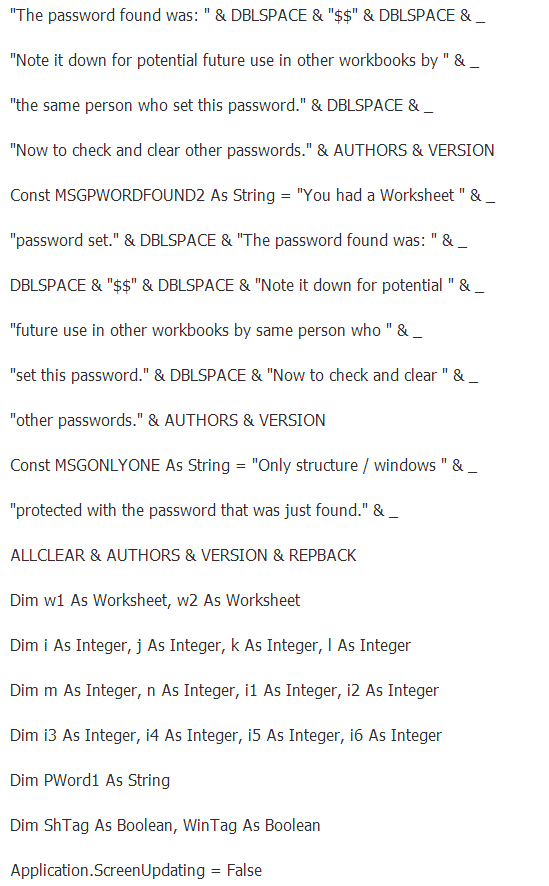 "The password found was: " & DBLSPACE & "$$" & DBLSPACE & _
"Note it down for potential future use in other workbooks by " & _
"the same person who set this password." & DBLSPACE & _
"Now to check and clear other passwords." & AUTHORS & VERSION
Const MSGPWORDFOUND2 As String = "You had a Worksheet " & _
"password set." & DBLSPACE & "The password found was: " & _
DBLSPACE & "$$" & DBLSPACE & "Note it down for potential " & _
"future use in other workbooks by same person who " & _
"set this password." & DBLSPACE & "Now to check and clear " & _
"other passwords." & AUTHORS & VERSION
Const MSGONLYONE As String = "Only structure / windows " & _
"protected with the password that was just found." & _
ALLCLEAR & AUTHORS & VERSION & REPBACK
Dim w1 As Worksheet, w2 As Worksheet
Dim i As Integer, j As Integer, k As Integer, l As Integer
Dim m As Integer, n As Integer, i1 As Integer, i2 As Integer
Dim i3 As Integer, i4 As Integer, i5 As Integer, i6 As Integer
Dim PWord1 As String
Dim ShTag As Boolean, WinTag As Boolean
Application.ScreenUpdating = False